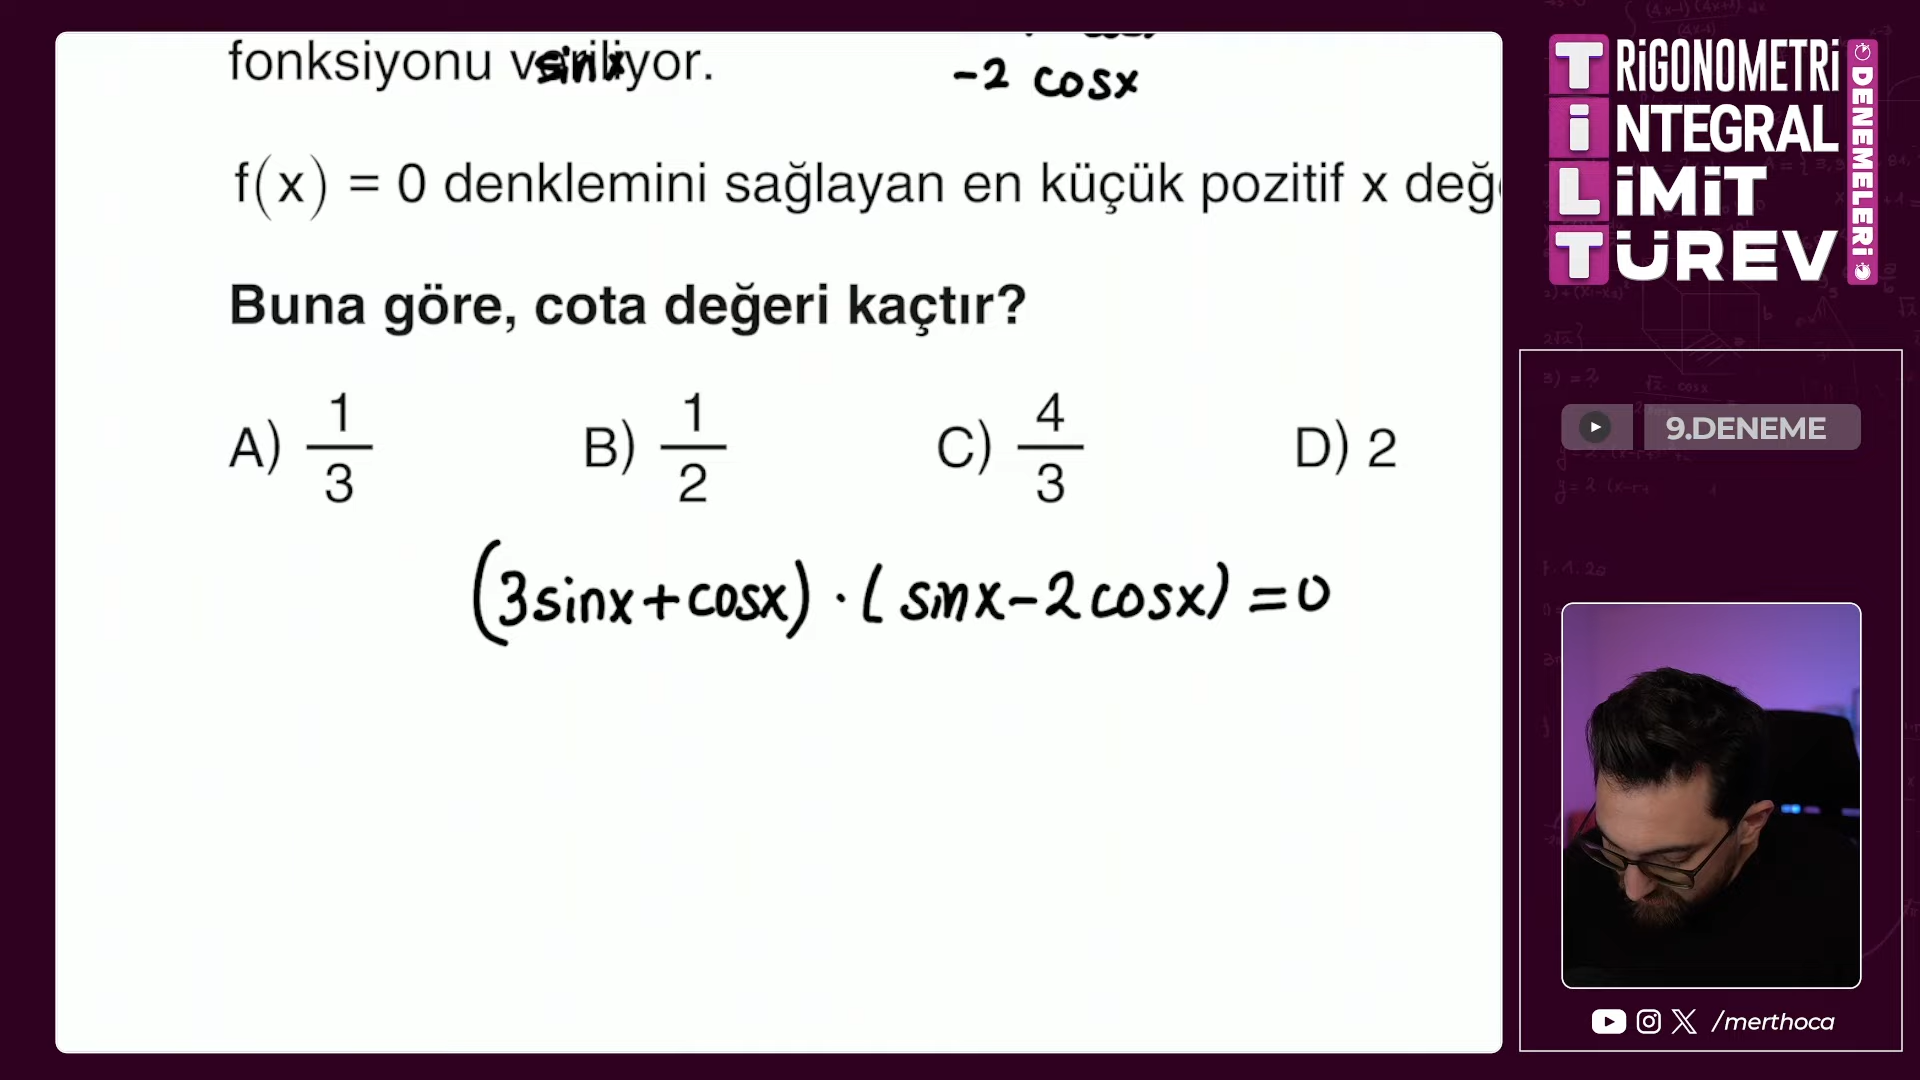 fonksiyonu veriliyor.
sinx
-2 cosx
f(x) = 0 denklemini sağlayan en küçük pozitif x değ
Buna göre, cota değeri kaçtır?
A) 1/3 B) 1/2 C) 4/3 D) 2
(3sinx+cosx) · (sinx-2cosx) = 0
TRİGONOMETRİ
İNTEGRAL
LİMİT
TÜREV
DENEMELERİ
9.DENEME
/merthoca